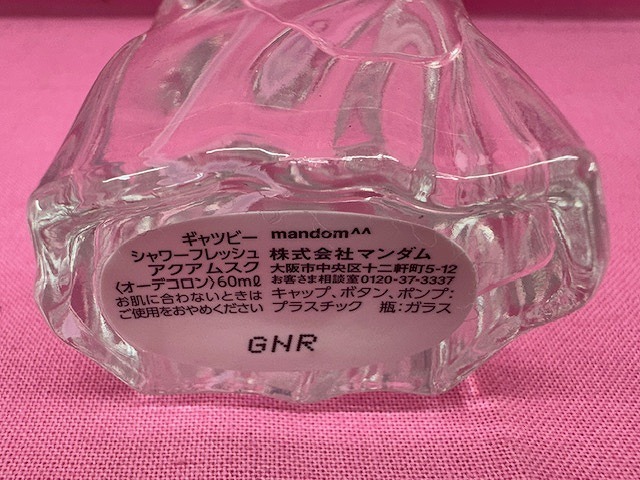 ギャツビー
シャワーフレッシュ
アクアムスク
〈オーデコロン〉60mℓ
お肌に合わないときは
ご使用をおやめください
mandom^^
株式会社マンダム
大阪市中央区十二軒町5-12
お客さま相談室0120-37-3337
キャップ、ボタン、ポンプ:
プラスチック 瓶:ガラス
GNR